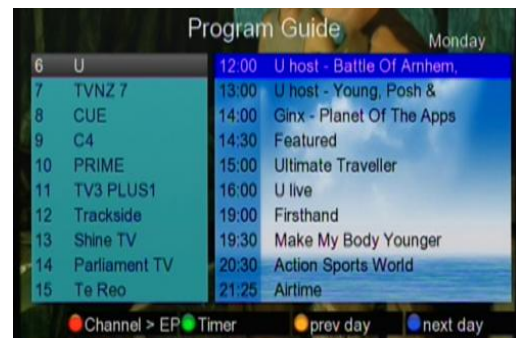 Program Guide
Monday
6 U 12:00 U host - Battle Of Arnhem,
7 TVNZ 7 13:00 U host - Young, Posh &
8 CUE 14:00 Ginx - Planet Of The Apps
9 C4 14:30 Featured
10 PRIME 15:00 Ultimate Traveller
11 TV3 PLUS1 16:00 U live
12 Trackside 19:00 Firsthand
13 Shine TV 19:30 Make My Body Younger
14 Parliament TV 20:30 Action Sports World
15 Te Reo 21:25 Airtime
Channel > EP Timer prev day next day